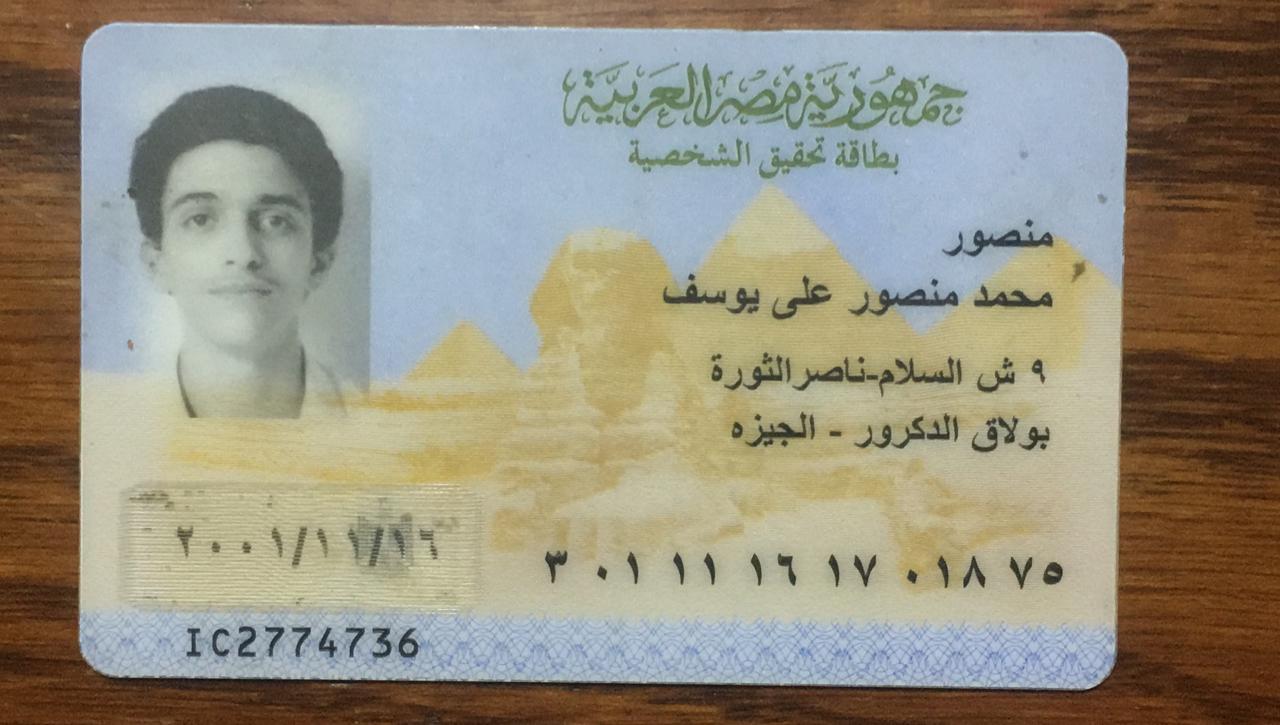 جمهورية مصر العربية
بطاقة تحقيق الشخصية
منصور
محمد منصور على يوسف
٩ ش السلام-ناصرالثورة
بولاق الدكرور - الجيزه
٢٠٠١/١١/١٦
٣ ٠١ ١١ ١٦ ١٧ ٠١٨ ٧٥
IC2774736